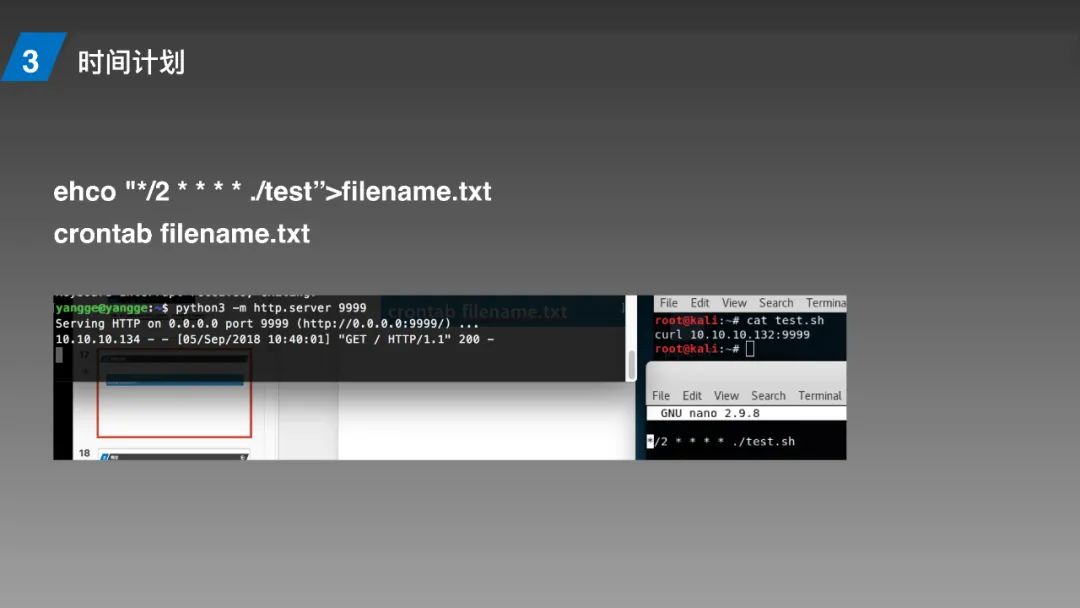 3
时间计划
ehco "*/2 * * * * ./test”>filename.txt
crontab filename.txt
yangge@yangge:~$ python3 -m http.server 9999
crontab filename.txt
Serving HTTP on 0.0.0.0 port 9999 (http://0.0.0.0:9999/) ...
10.10.10.134 - - [05/Sep/2018 10:40:01] "GET / HTTP/1.1" 200 -
17
18
File Edit View Search Termina
root@kali:~# cat test.sh
curl 10.10.10.132:9999
root@kali:~#
File Edit View Search Terminal
GNU nano 2.9.8
*/2 * * * * ./test.sh